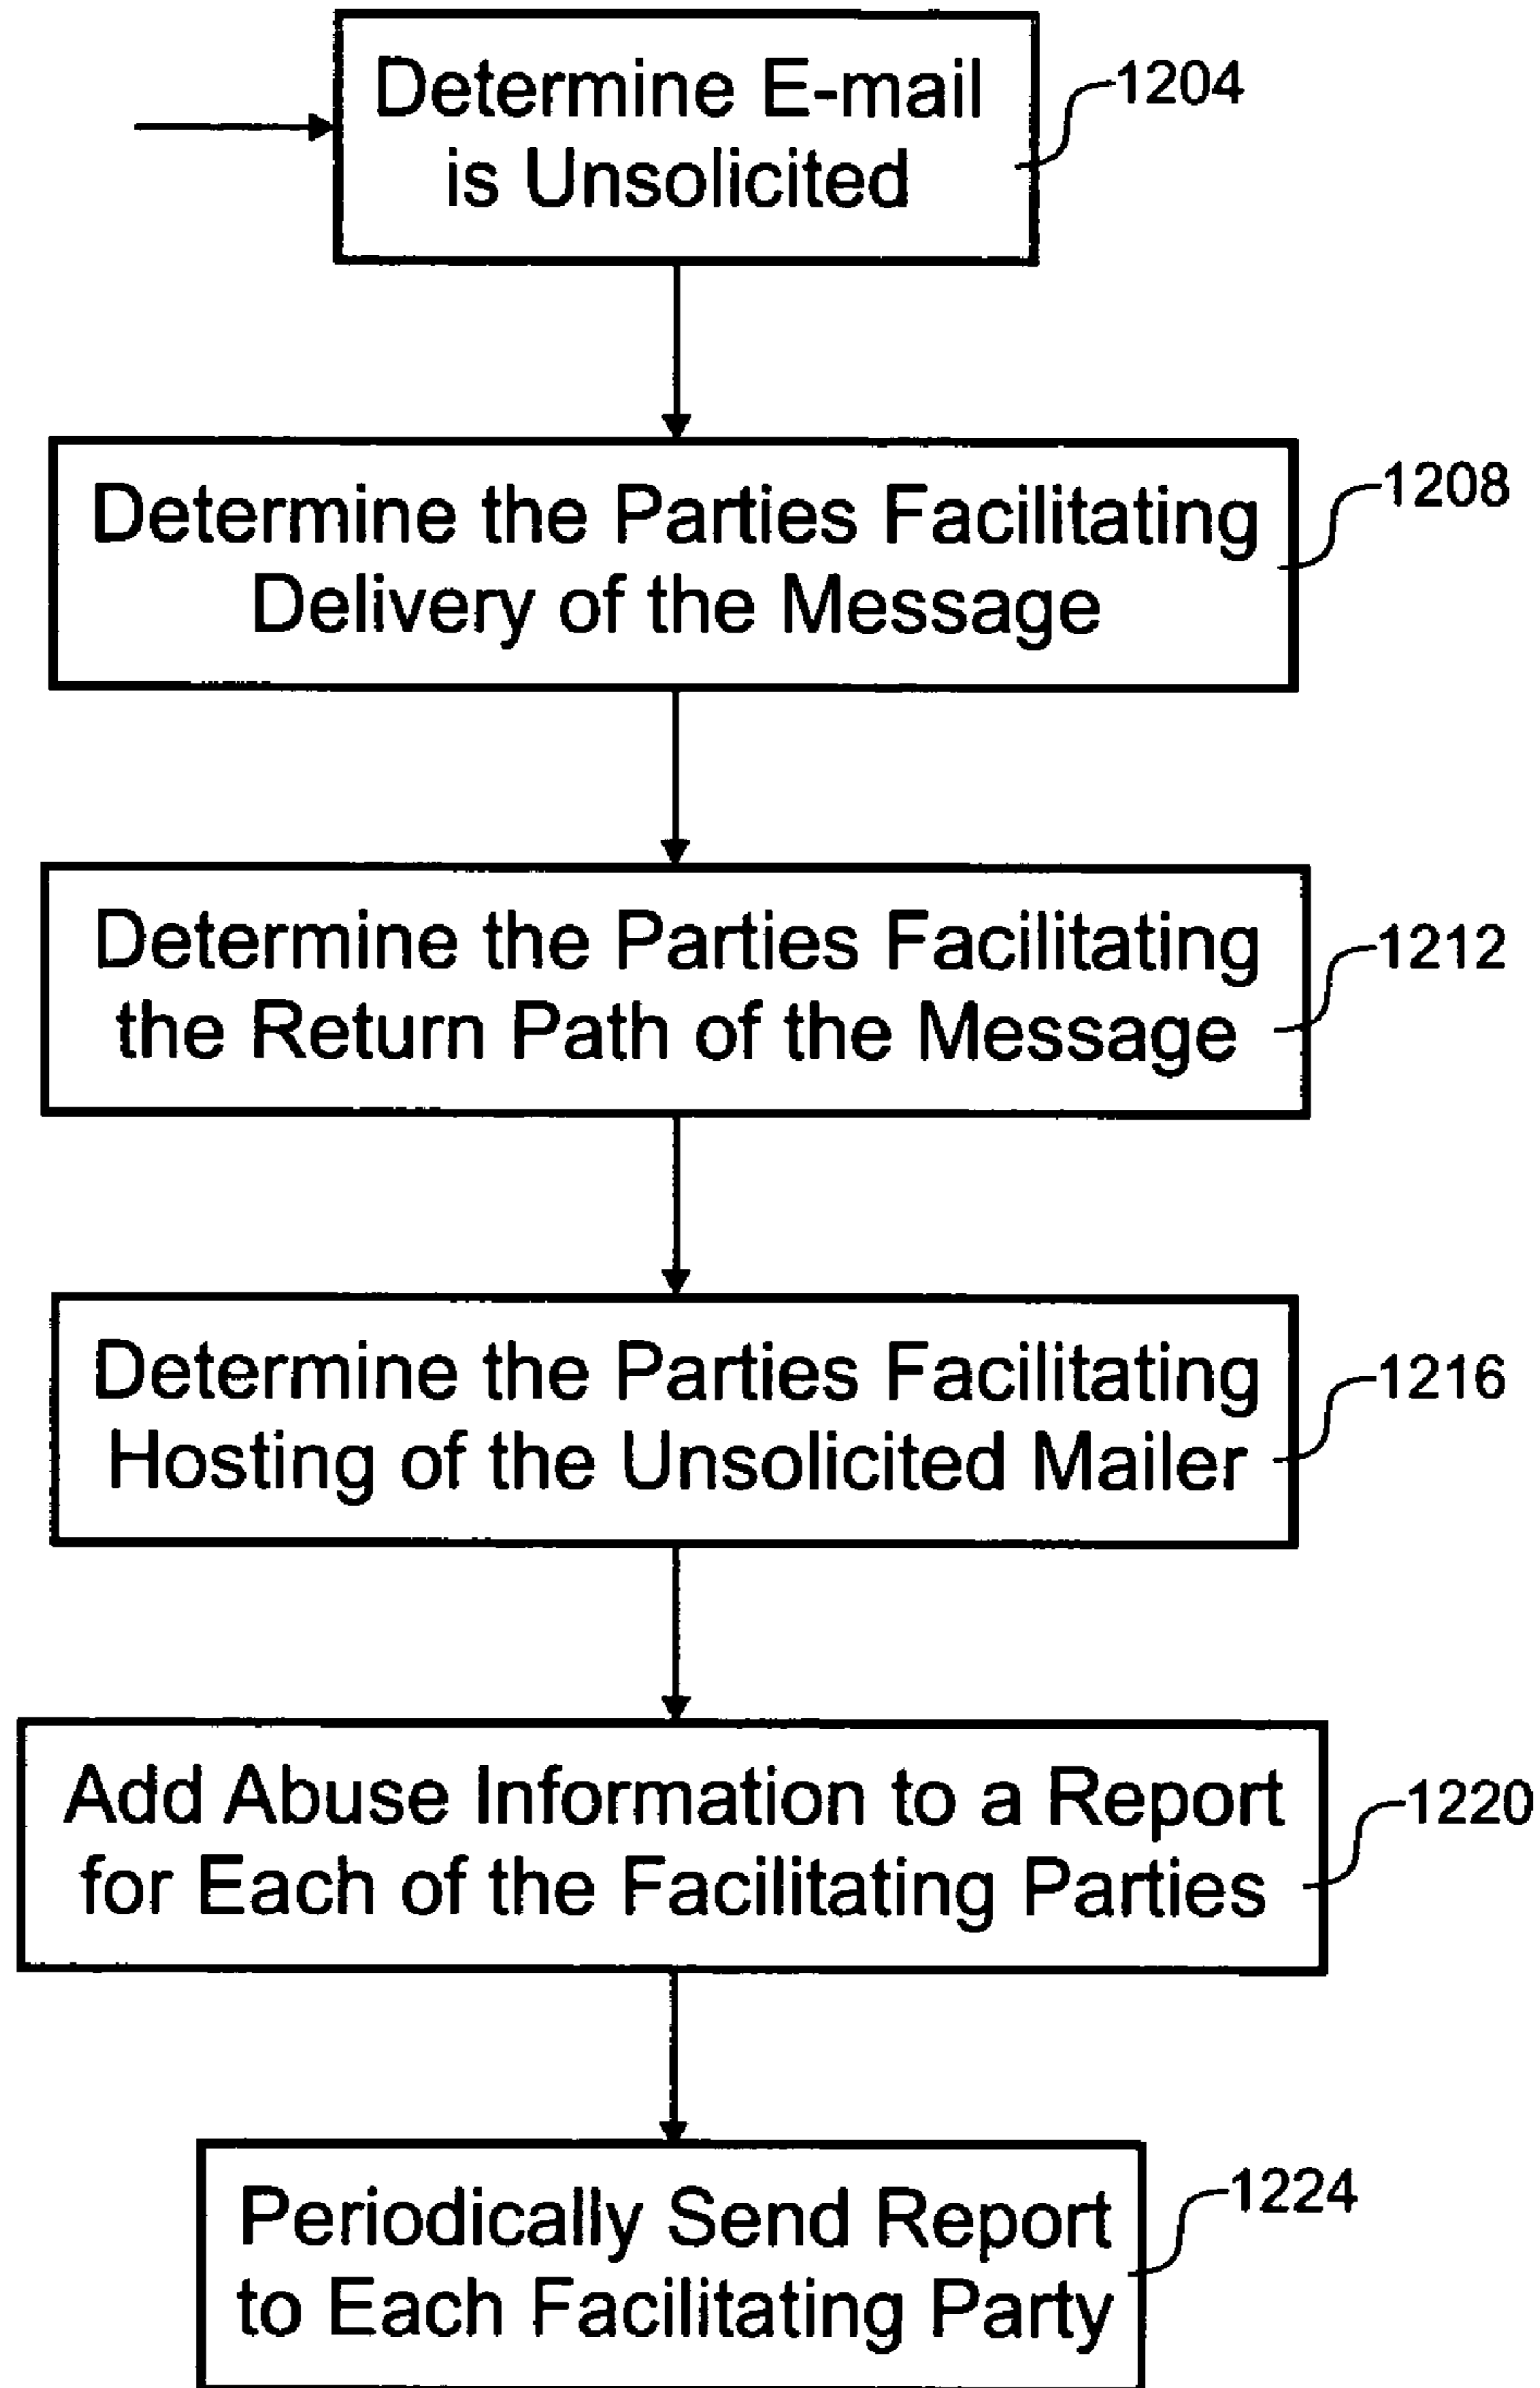 Determine E-mail
is Unsolicited
1204
Determine the Parties Facilitating
Delivery of the Message
1208
Determine the Parties Facilitating
the Return Path of the Message
1212
Determine the Parties Facilitating
Hosting of the Unsolicited Mailer
1216
Add Abuse Information to a Report
for Each of the Facilitating Parties
1220
Periodically Send Report
to Each Facilitating Party
1224